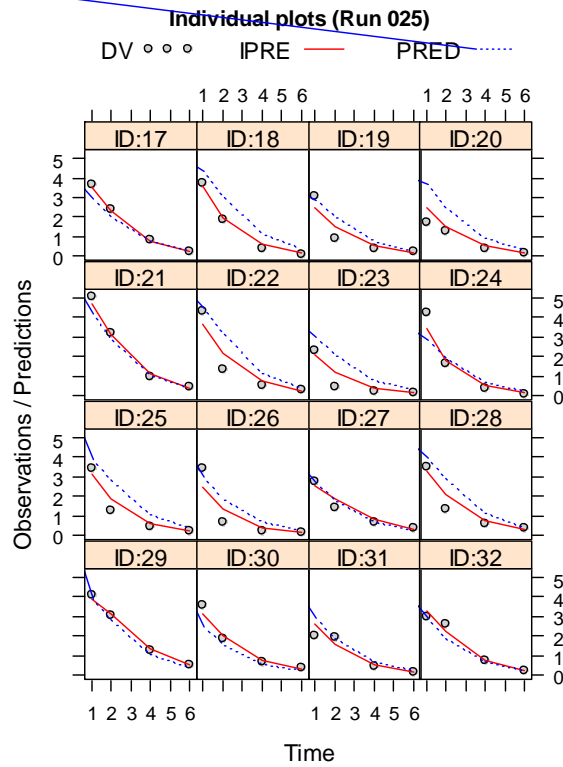 Individual plots (Run 025)
DV IPRE PRED
1 2 3 4 5 6 1 2 3 4 5 6
ID:17 ID:18 ID:19 ID:20
5
4
3
2
1
0
ID:21 ID:22 ID:23 ID:24
5
4
3
2
1
0
ID:25 ID:26 ID:27 ID:28
5
4
3
2
1
0
ID:29 ID:30 ID:31 ID:32
5
4
3
2
1
0
1 2 3 4 5 6 1 2 3 4 5 6
Observations / Predictions
Time